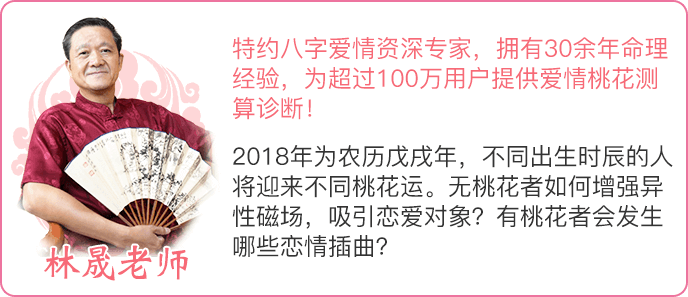 特约八字爱情资深专家，拥有30余年命理
经验，为超过100万用户提供爱情桃花测
算诊断！
2018年为农历戊戌年，不同出生时辰的人
将迎来不同桃花运。无桃花者如何增强异
性磁场，吸引恋爱对象？有桃花者会发生
哪些恋情插曲？
林晟老师